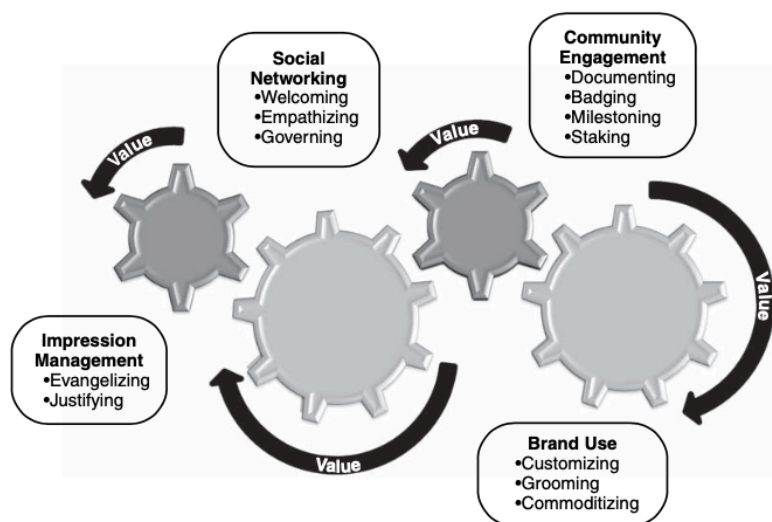 Social
Networking
•Welcoming
•Empathizing
•Governing
Community
Engagement
•Documenting
•Badging
•Milestoning
•Staking
Value
Value
Value
Impression
Management
•Evangelizing
•Justifying
Value
Brand Use
•Customizing
•Grooming
•Commoditizing